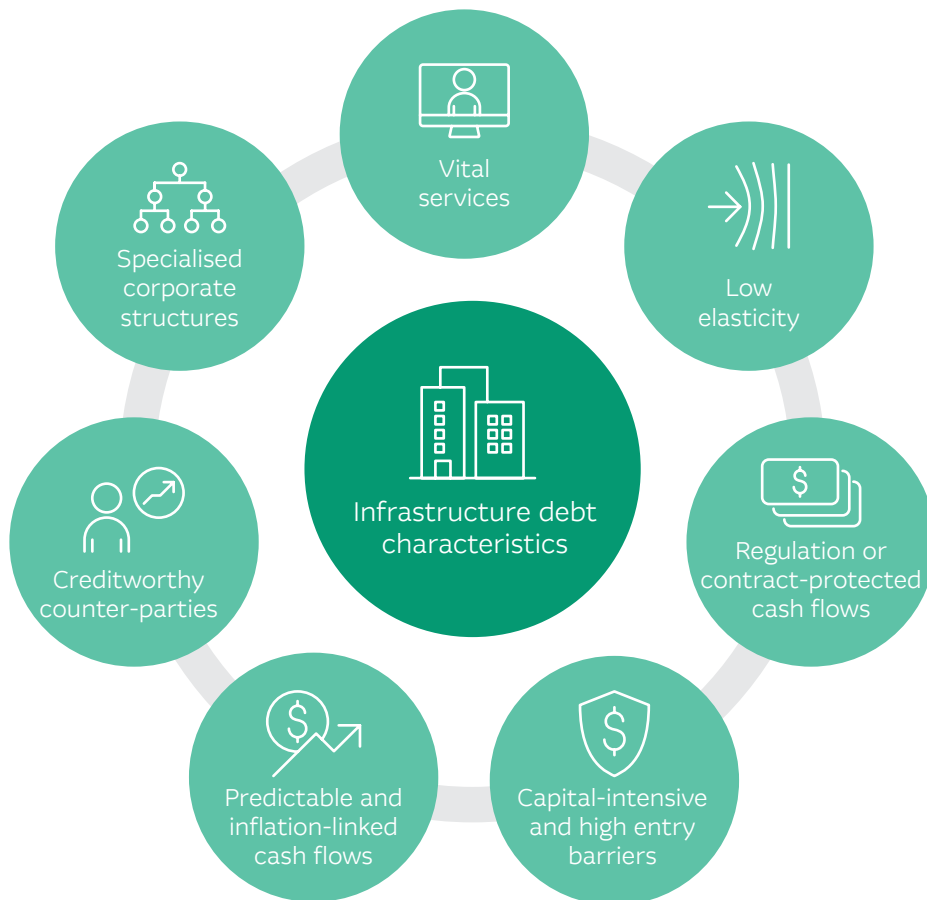 Vital
services
Low
elasticity
$
Regulation or
contract-protected
cash flows
$
Capital-intensive
and high entry
barriers
$
Predictable and
inflation-linked
cash flows
Creditworthy
counter-parties
Specialised
corporate
structures
Infrastructure debt
characteristics